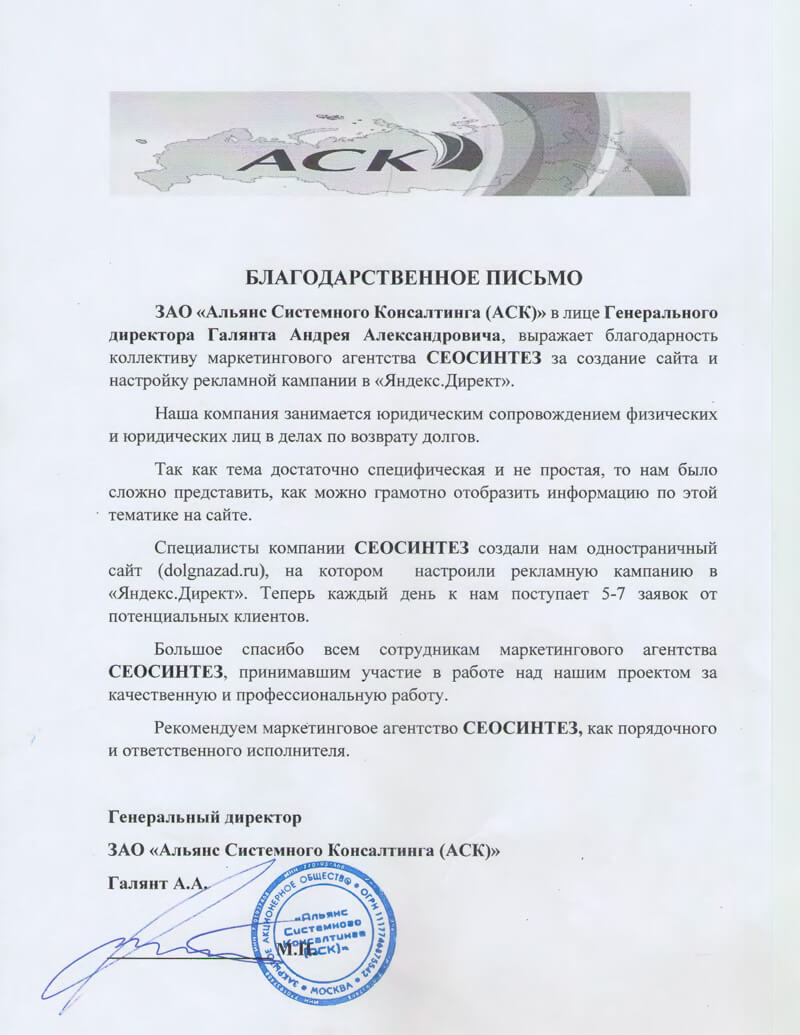 АСК
БЛАГОДАРСТВЕННОЕ ПИСЬМО
ЗАО «Альянс Системного Консалтинга (АСК)» в лице Генерального
директора Галянта Андрея Александровича, выражает благодарность
коллективу маркетингового агентства СЕОСИНТЕЗ за создание сайта и
настройку рекламной кампании в «Яндекс.Директ».
Наша компания занимается юридическим сопровождением физических
и юридических лиц в делах по возврату долгов.
Так как тема достаточно специфическая и не простая, то нам было
сложно представить, как можно грамотно отобразить информацию по этой
тематике на сайте.
Специалисты компании СЕОСИНТЕЗ создали нам одностраничный
сайт (dolgnazad.ru), на котором настроили рекламную кампанию в
«Яндекс.Директ». Теперь каждый день к нам поступает 5-7 заявок от
потенциальных клиентов.
Большое спасибо всем сотрудникам маркетингового агентства
СЕОСИНТЕЗ, принимавшим участие в работе над нашим проектом за
качественную и профессиональную работу.
Рекомендуем маркетинговое агентство СЕОСИНТЕЗ, как порядочного
и ответственного исполнителя.
Генеральный директор
ЗАО «Альянс Системного Консалтинга (АСК)»
Галянт А.А.
М.П.
ЗАКРЫТОЕ АКЦИОНЕРНОЕ ОБЩЕСТВО
МОСКВА
«Альянс
Системного
Консалтинга
(АСК)»